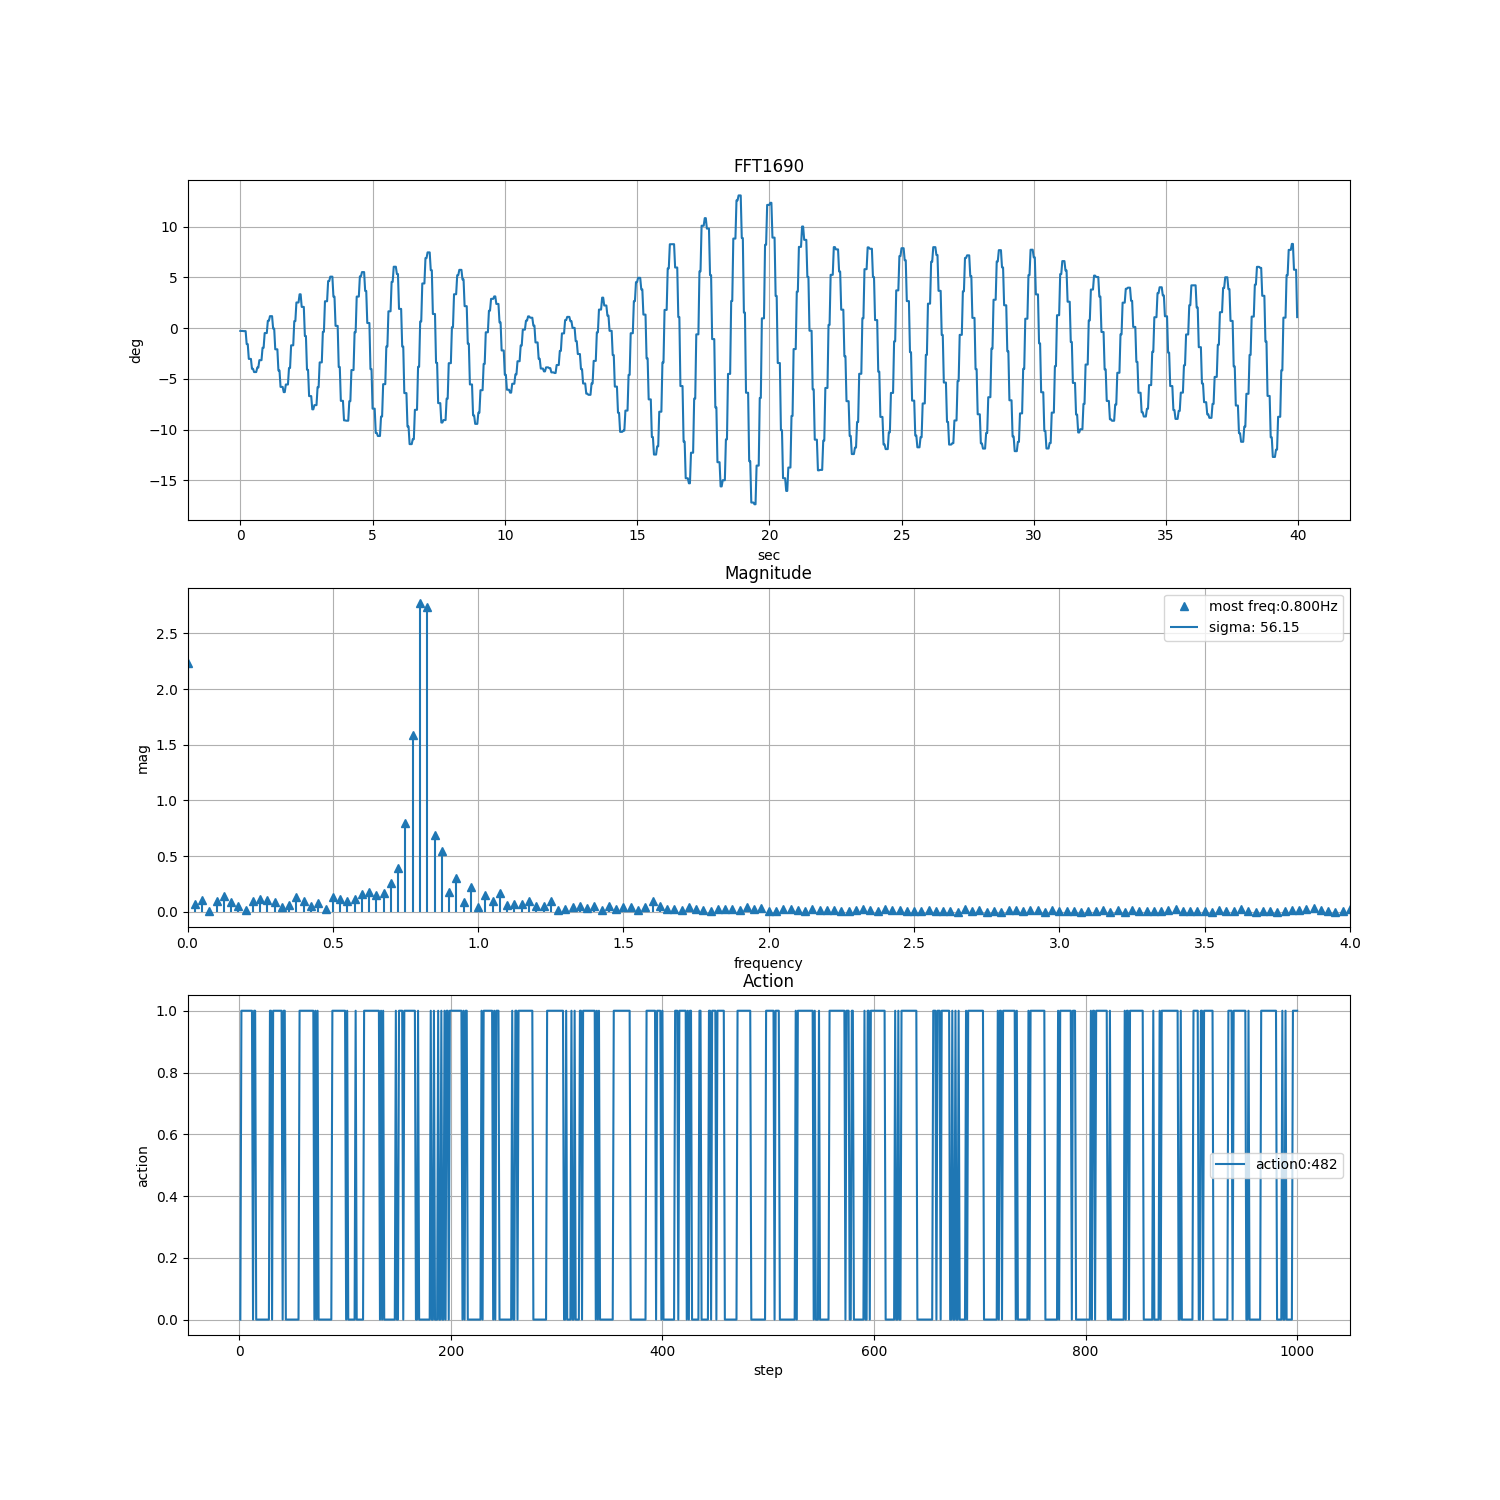 FFT1690
10
5
0
−5
−10
−15
deg
0 5 10 15 20 25 30 35 40
sec
Magnitude
most freq:0.800Hz
sigma: 56.15
2.5
2.0
1.5
1.0
0.5
0.0
mag
0.0 0.5 1.0 1.5 2.0 2.5 3.0 3.5 4.0
frequency
Action
1.0
0.8
0.6
0.4
0.2
0.0
action
action0:482
0 200 400 600 800 1000
step